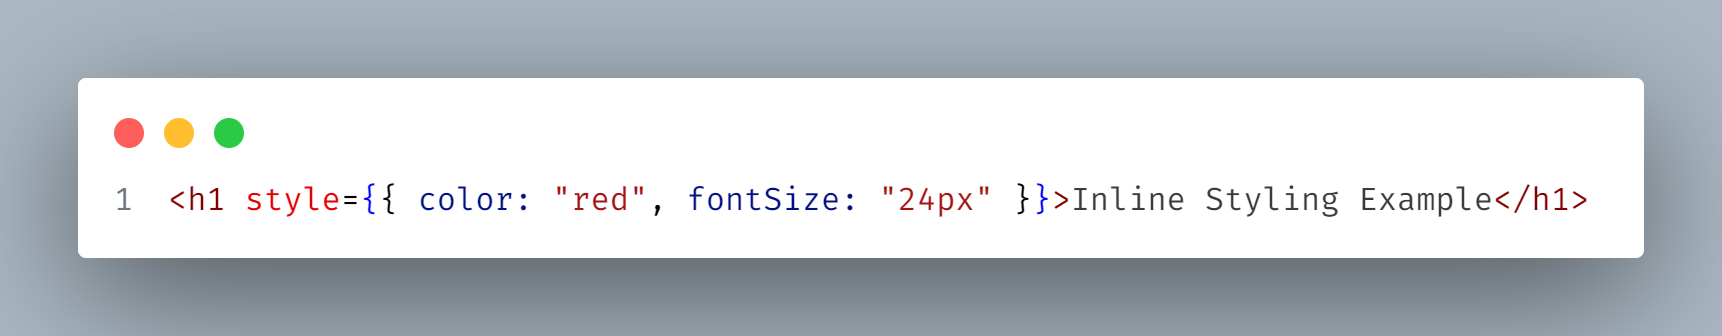 1 <h1 style={{ color: "red", fontSize: "24px" }}>Inline Styling Example</h1>